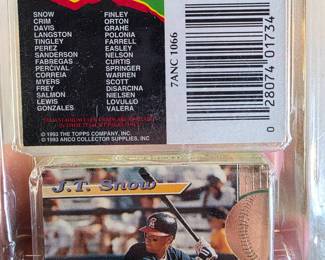 SNOW FINLEY
CRIM DAVIS
DAVIS ORTON
LANGSTON GRAHE
TINGLEY POLONIA
PEREZ FARRELL
SANDERSON EASLEY
FABREGAS NELSON
PERCIVAL CURTIS
CORREIA SPRINGER
MYERS WARREN
FREY SCOTT
SALMON DISARCINA
LEWIS NIELSEN
GONZALES LOVULLO
VALERA
© 1993 THE TOPPS COMPANY, INC.
© 1993 ANCO COLLECTOR SUPPLIES, INC.
7ANC 1066
0 28074 01734
J.T. Snow